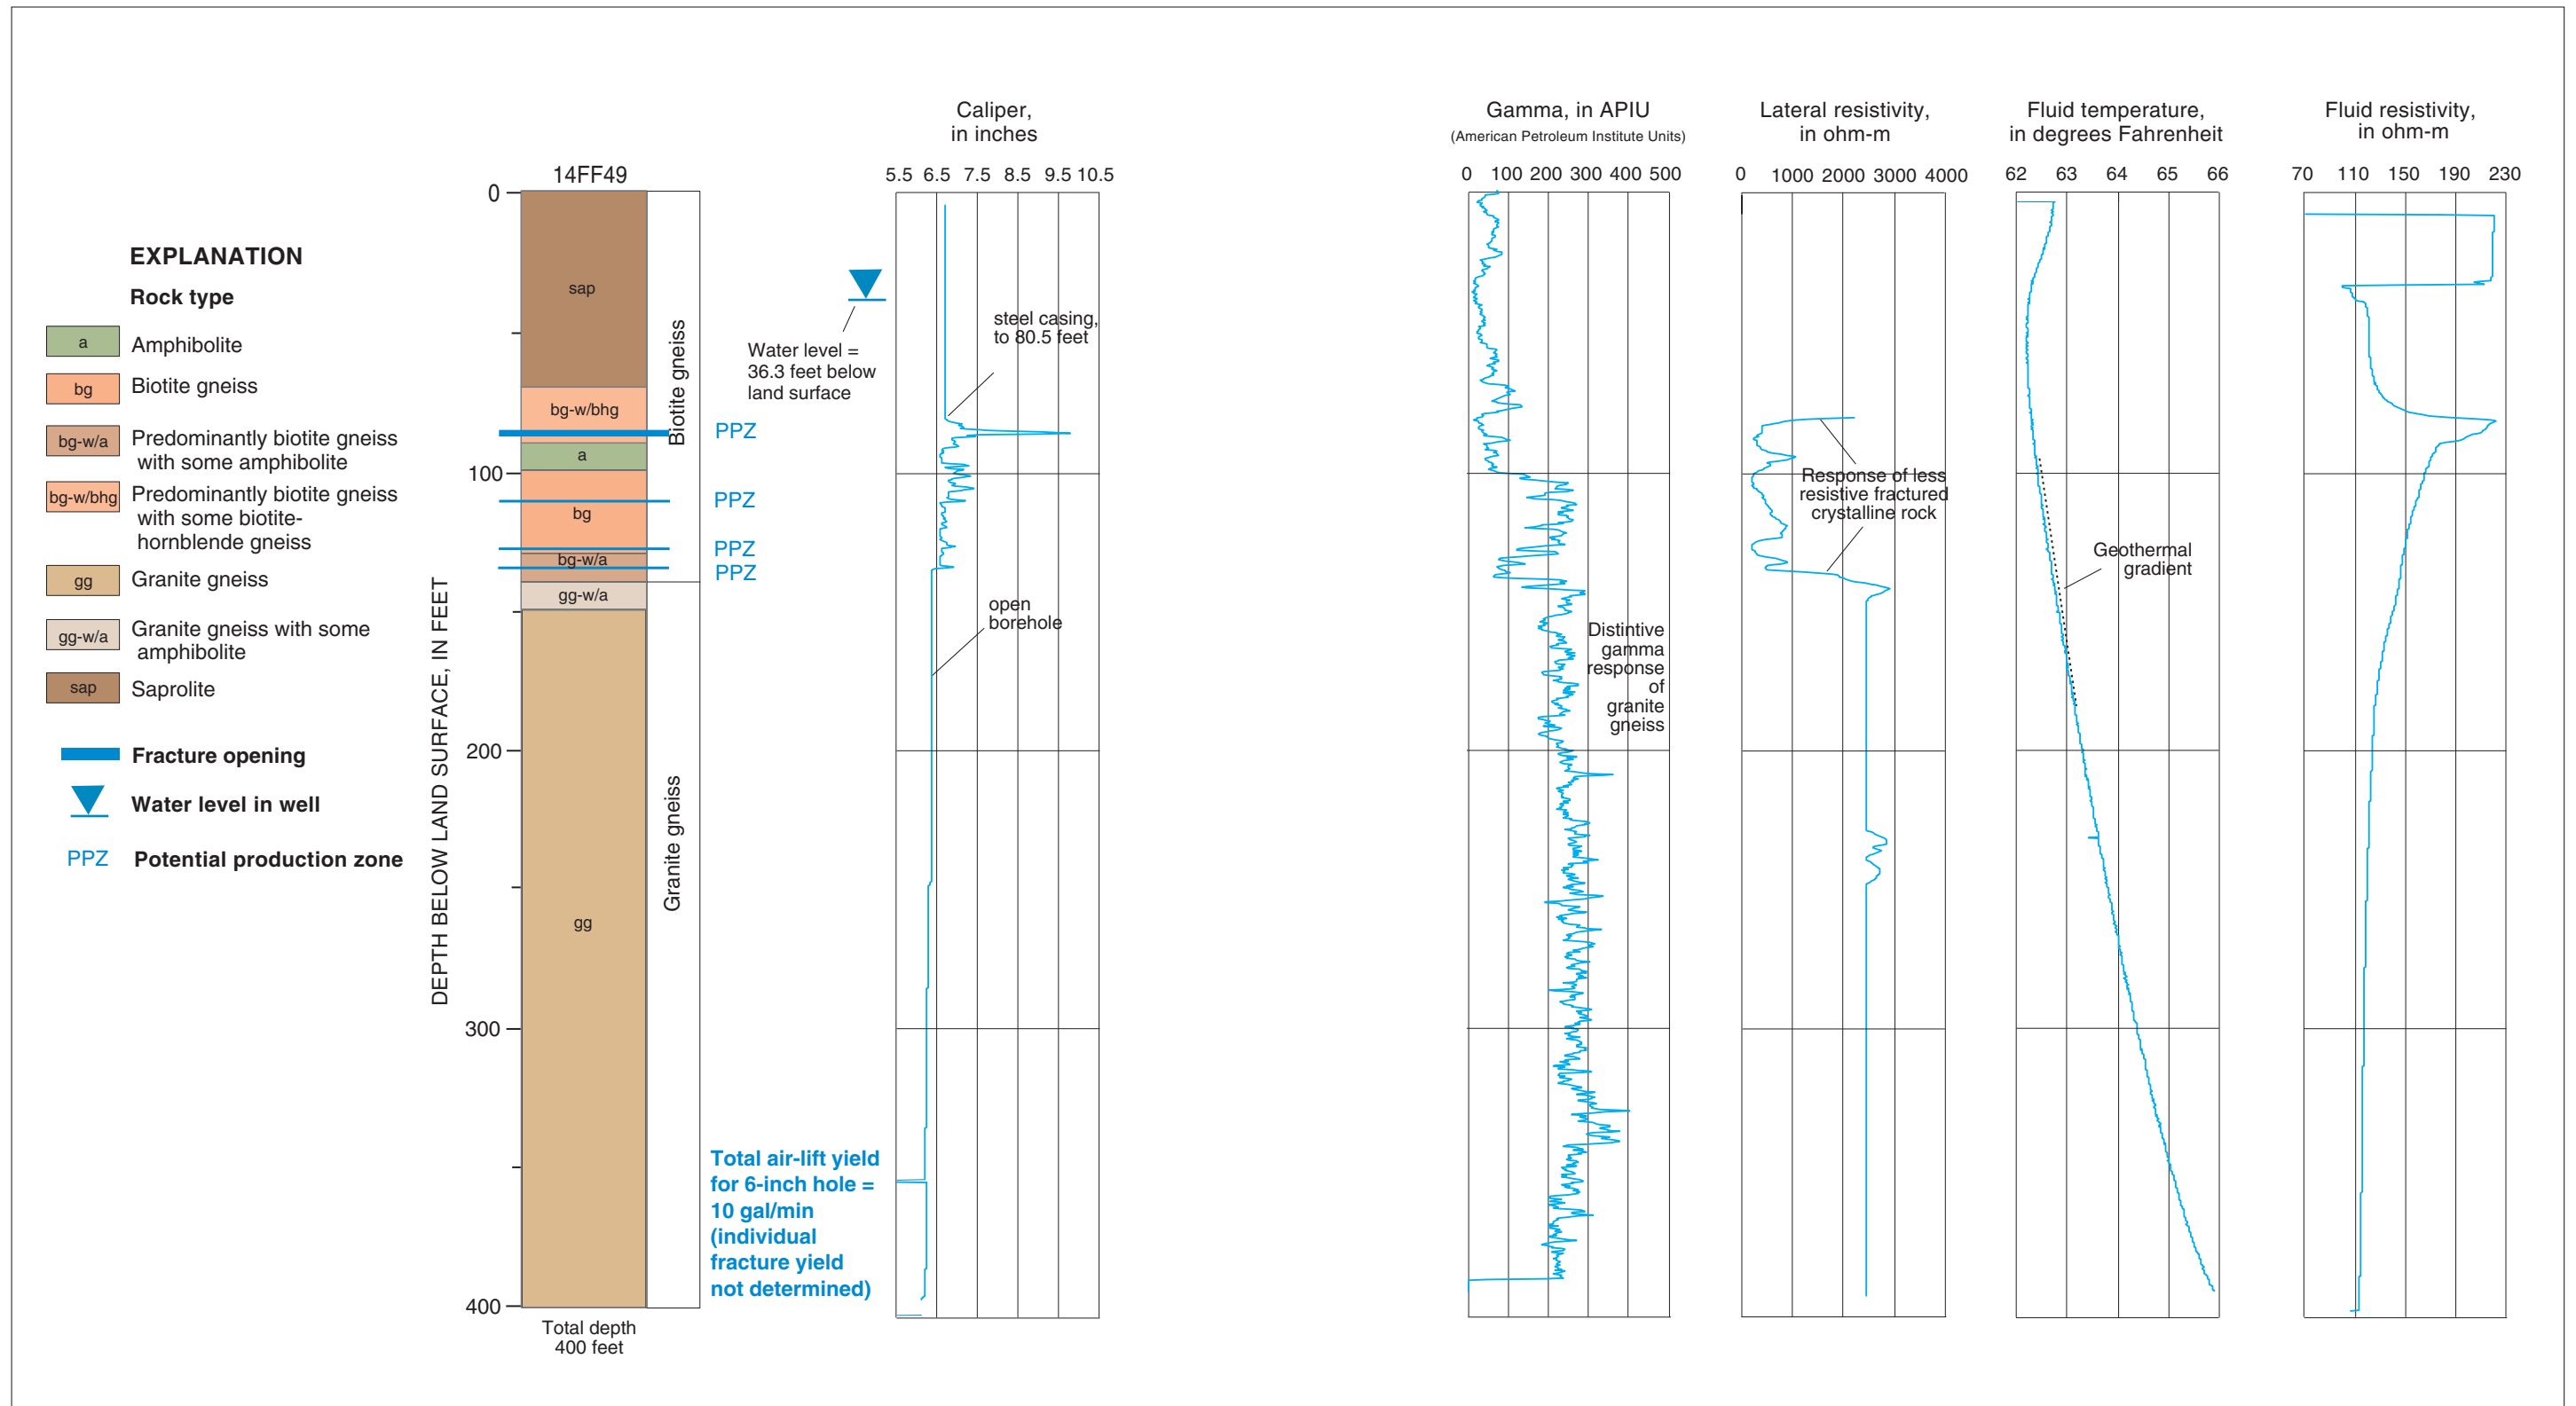 EXPLANATION
Rock type
a
Amphibolite
bg
Biotite gneiss
bg-w/a
Predominantly biotite gneiss
with some amphibolite
bg-w/bhg
Predominantly biotite gneiss
with some biotite-
hornblende gneiss
gg
Granite gneiss
gg-w/a
Granite gneiss with some
amphibolite
sap
Saprolite
Fracture opening
Water level in well
PPZ
Potential production zone
DEPTH BELOW LAND SURFACE, IN FEET
0
100
200
300
400
14FF49
sap
bg-w/bhg
a
bg
bg-w/a
gg-w/a
gg
Total depth
400 feet
Biotite gneiss
Granite gneiss
PPZ
PPZ
PPZ
PPZ
Water level =
36.3 feet below
land surface
Total air-lift yield
for 6-inch hole =
10 gal/min
(individual
fracture yield
not determined)
Caliper,
in inches
5.5 6.5 7.5 8.5 9.5 10.5
steel casing,
to 80.5 feet
open
borehole
Gamma, in APIU
(American Petroleum Institute Units)
0 100 200 300 400 500
Distintive
gamma
response
of
granite
gneiss
Lateral resistivity,
in ohm-m
0 1000 2000 3000 4000
Response of less
resistive fractured
crystalline rock
Fluid temperature,
in degrees Fahrenheit
62 63 64 65 66
Geothermal
gradient
Fluid resistivity,
in ohm-m
70 110 150 190 230